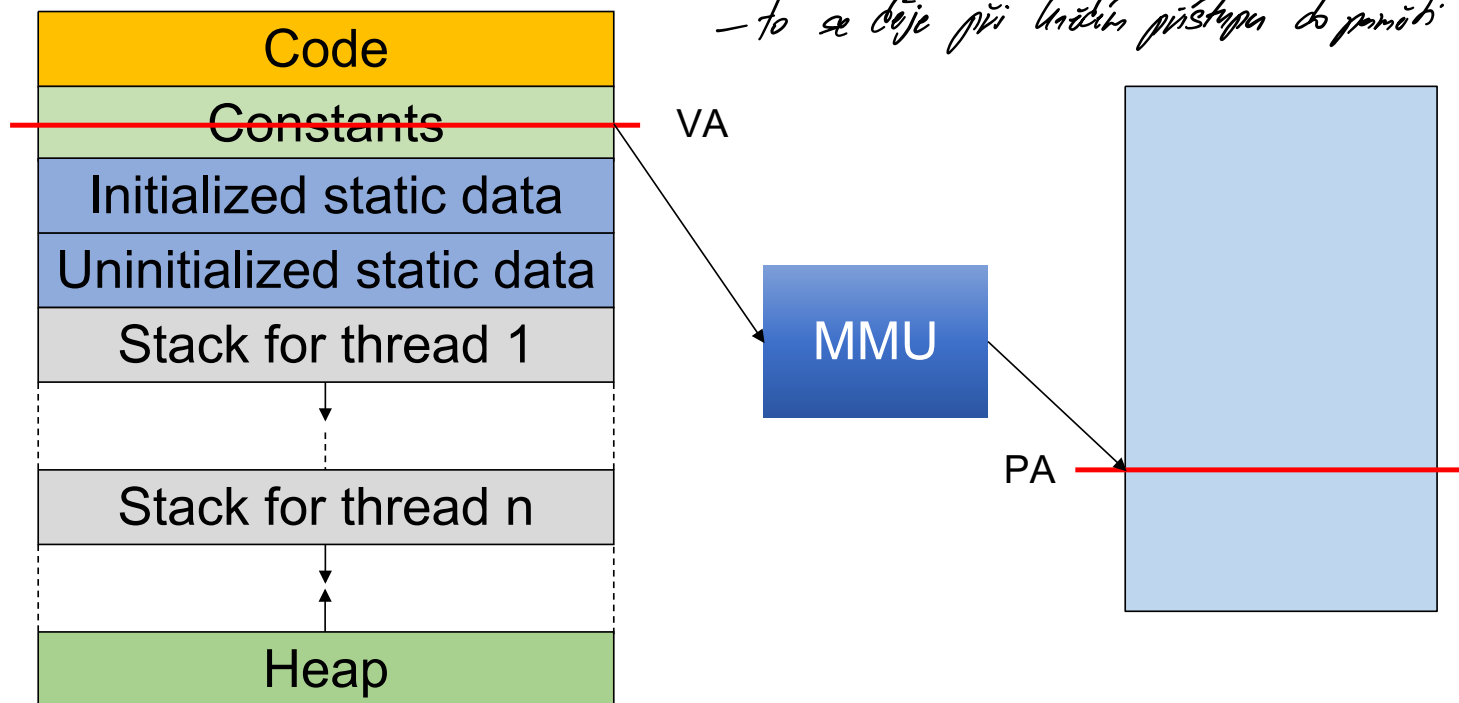 – to se děje při každém přístupu do paměti
Code
Constants
VA
Initialized static data
Uninitialized static data
Stack for thread 1
MMU
PA
Stack for thread n
Heap